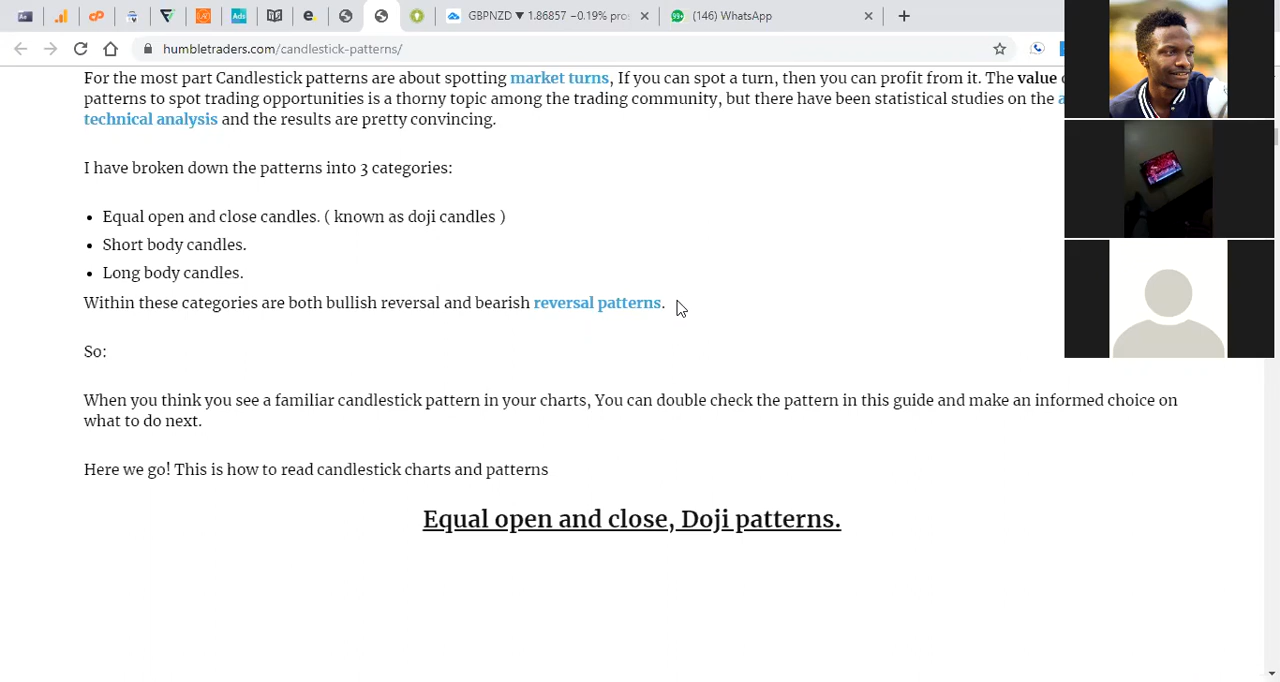 GBPNZD ▼ 1.86857 −0.19% pro
(146) WhatsApp
humbletraders.com/candlestick-patterns/
For the most part Candlestick patterns are about spotting market turns, If you can spot a turn, then you can profit from it. The value
patterns to spot trading opportunities is a thorny topic among the trading community, but there have been statistical studies on the
technical analysis and the results are pretty convincing.
I have broken down the patterns into 3 categories:
• Equal open and close candles. ( known as doji candles )
• Short body candles.
• Long body candles.
Within these categories are both bullish reversal and bearish reversal patterns.
So:
When you think you see a familiar candlestick pattern in your charts, You can double check the pattern in this guide and make an informed choice on
what to do next.
Here we go! This is how to read candlestick charts and patterns
Equal open and close, Doji patterns.